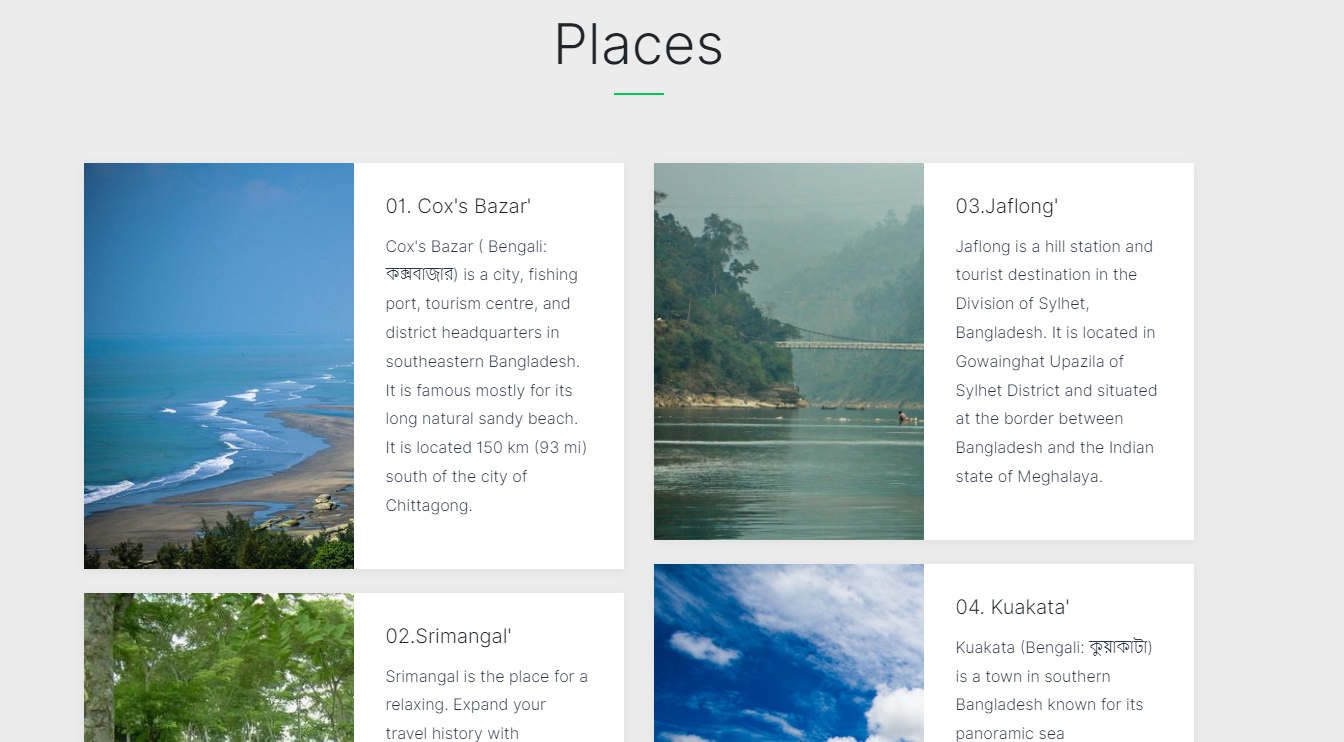 Places
01. Cox's Bazar'
Cox's Bazar ( Bengali:
কক্সবাজার) is a city, fishing
port, tourism centre, and
district headquarters in
southeastern Bangladesh.
It is famous mostly for its
long natural sandy beach.
It is located 150 km (93 mi)
south of the city of
Chittagong.
02.Srimangal'
Srimangal is the place for a
relaxing. Expand your
travel history with
03.Jaflong'
Jaflong is a hill station and
tourist destination in the
Division of Sylhet,
Bangladesh. It is located in
Gowainghat Upazila of
Sylhet District and situated
at the border between
Bangladesh and the Indian
state of Meghalaya.
04. Kuakata'
Kuakata (Bengali: কুয়াকাটা)
is a town in southern
Bangladesh known for its
panoramic sea